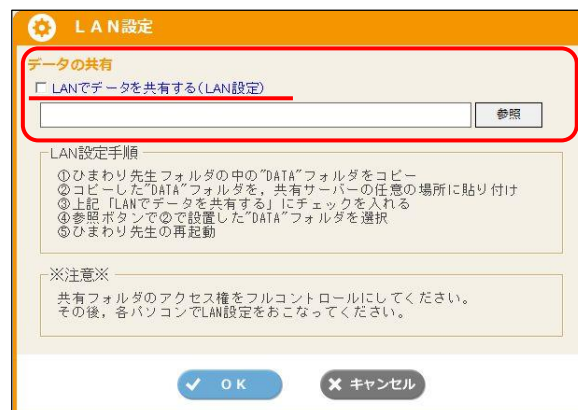 LAN設定
データの共有
LANでデータを共有する(LAN設定)
参照
LAN設定手順
①ひまわり先生フォルダの中の"DATA"フォルダをコピー
②コピーした"DATA"フォルダを，共有サーバーの任意の場所に貼り付け
③上記「LANでデータを共有する」にチェックを入れる
④参照ボタンで②で設置した"DATA"フォルダを選択
⑤ひまわり先生の再起動
※注意※
共有フォルダのアクセス権をフルコントロールにしてください。
その後，各パソコンでLAN設定をおこなってください。
OK
キャンセル